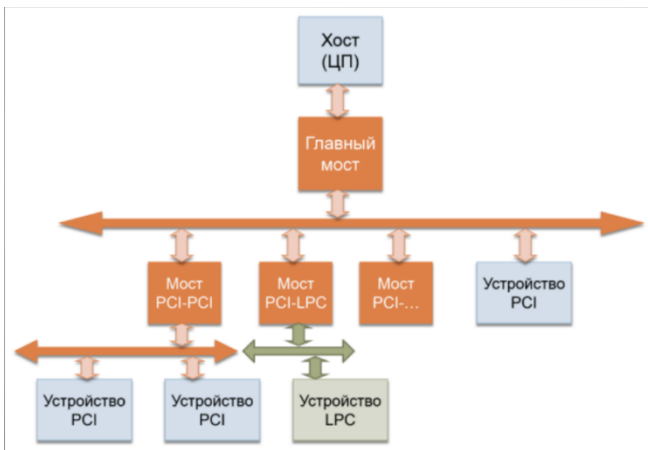 Хост
(ЦП)
Главный
мост
Мост
PCI-PCI
Мост
PCI-LPC
Мост
PCI-...
Устройство
PCI
Устройство
PCI
Устройство
PCI
Устройство
LPC